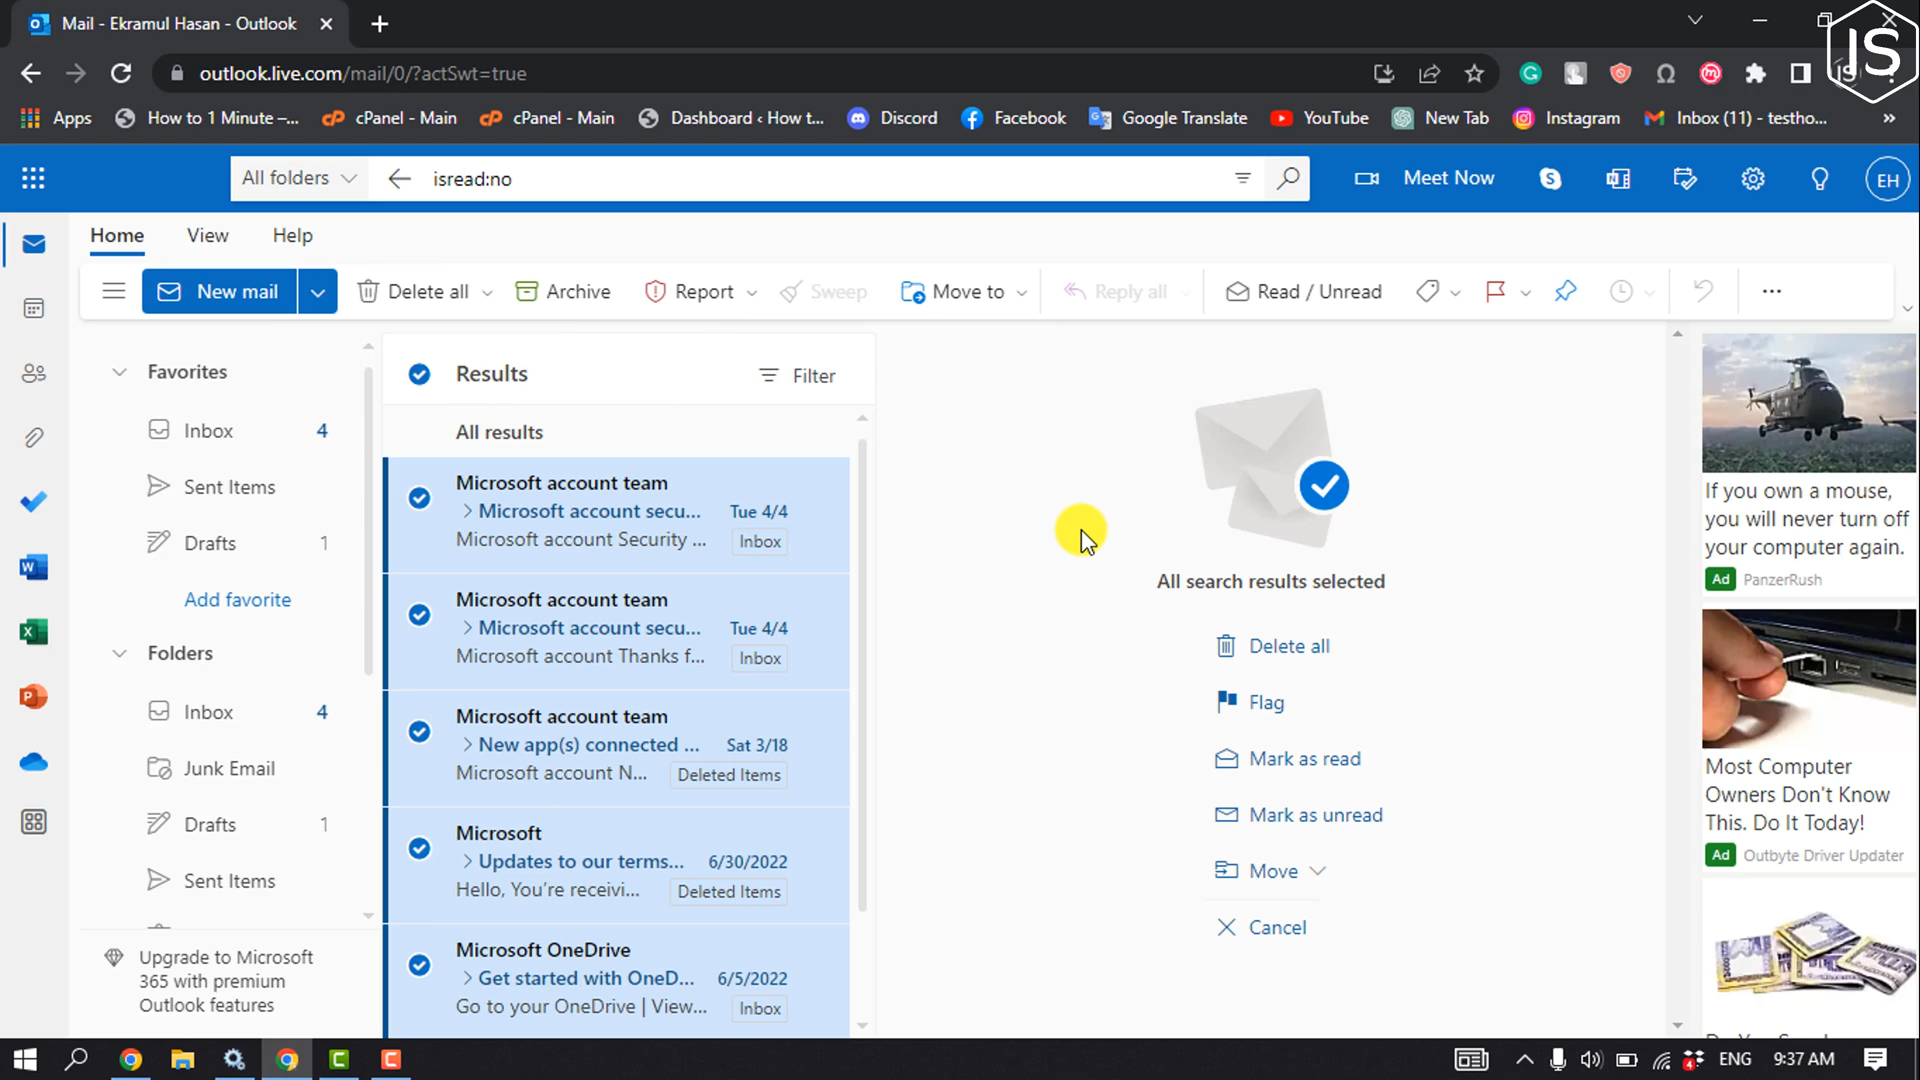 Mail - Ekramul Hasan - Outlook
JS
outlook.live.com/mail/0/?actSwt=true
Apps
How to 1 Minute –...
cPanel - Main
cPanel - Main
Dashboard ‹ How t...
Discord
Facebook
Google Translate
YouTube
New Tab
Instagram
Inbox (11) - testho...
All folders
isread:no
Meet Now
EH
Home
View
Help
New mail
Delete all
Archive
Report
Sweep
Move to
Reply all
Read / Unread
Favorites
Inbox 4
Sent Items
Drafts 1
Add favorite
Folders
Inbox 4
Junk Email
Drafts 1
Sent Items
Upgrade to Microsoft
365 with premium
Outlook features
Results
Filter
All results
Microsoft account team
Microsoft account secu... Tue 4/4
Microsoft account Security ... Inbox
Microsoft account team
Microsoft account secu... Tue 4/4
Microsoft account Thanks f... Inbox
Microsoft account team
New app(s) connected ... Sat 3/18
Microsoft account N... Deleted Items
Microsoft
Updates to our terms... 6/30/2022
Hello, You're receivi... Deleted Items
Microsoft OneDrive
Get started with OneD... 6/5/2022
Go to your OneDrive | View... Inbox
All search results selected
Delete all
Flag
Mark as read
Mark as unread
Move
Cancel
If you own a mouse,
you will never turn off
your computer again.
Ad PanzerRush
Most Computer
Owners Don't Know
This. Do It Today!
Ad Outbyte Driver Updater
ENG
9:37 AM